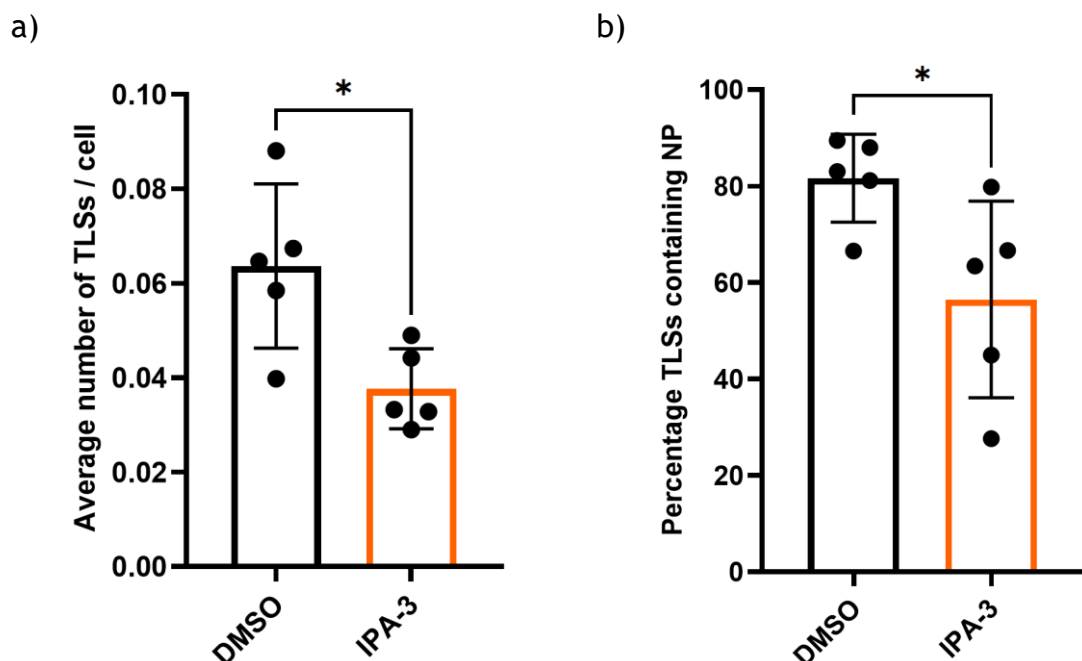 a)
Average number of TLSs / cell
0.10
0.08
0.06
0.04
0.02
0.00
*
DMSO
IPA-3
b)
Percentage TLSs containing NP
100
80
60
40
20
0
*
DMSO
IPA-3